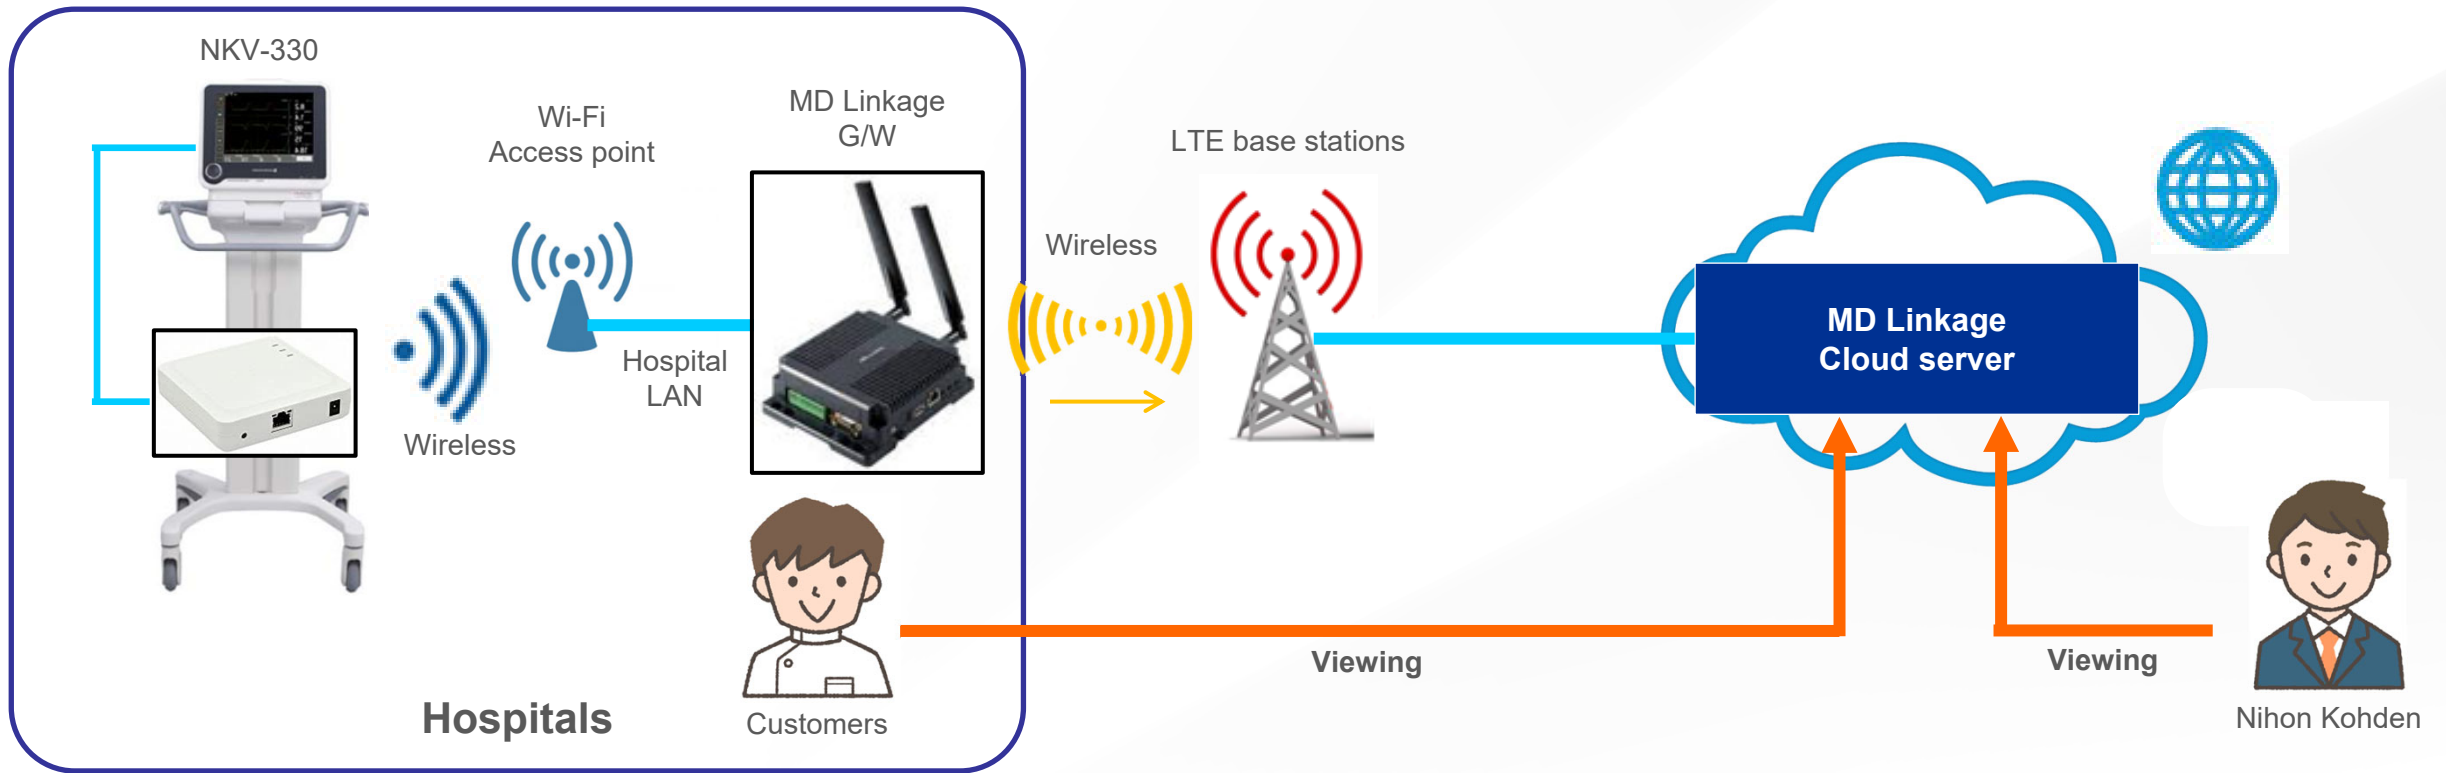 NKV-330
Wi-Fi
Access point
MD Linkage
G/W
LTE base stations
Wireless
Hospital
LAN
Wireless
MD Linkage
Cloud server
Viewing
Viewing
Hospitals
Customers
Nihon Kohden